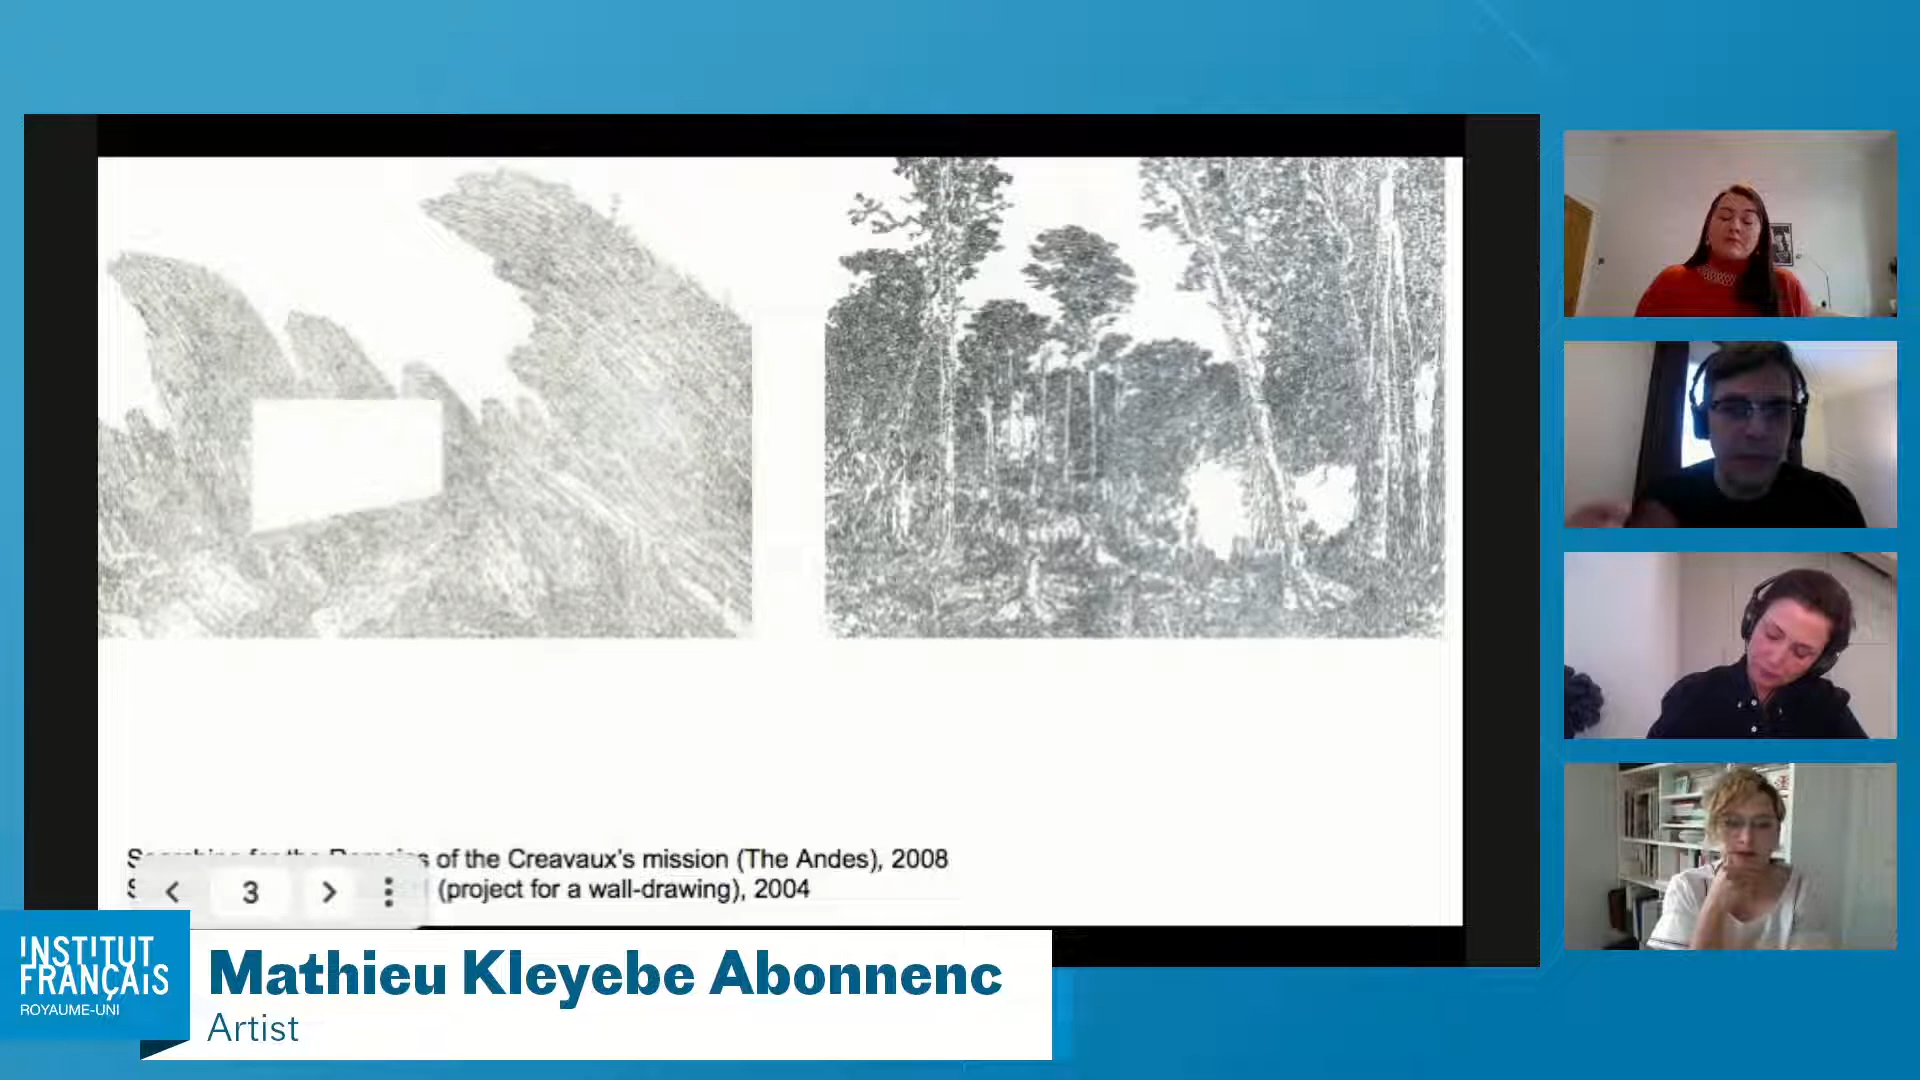 of the Creavaux's mission (The Andes), 2008
(project for a wall-drawing), 2004
3
INSTITUT
FRANÇAIS
ROYAUME-UNI
Mathieu Kleyebe Abonnenc
Artist